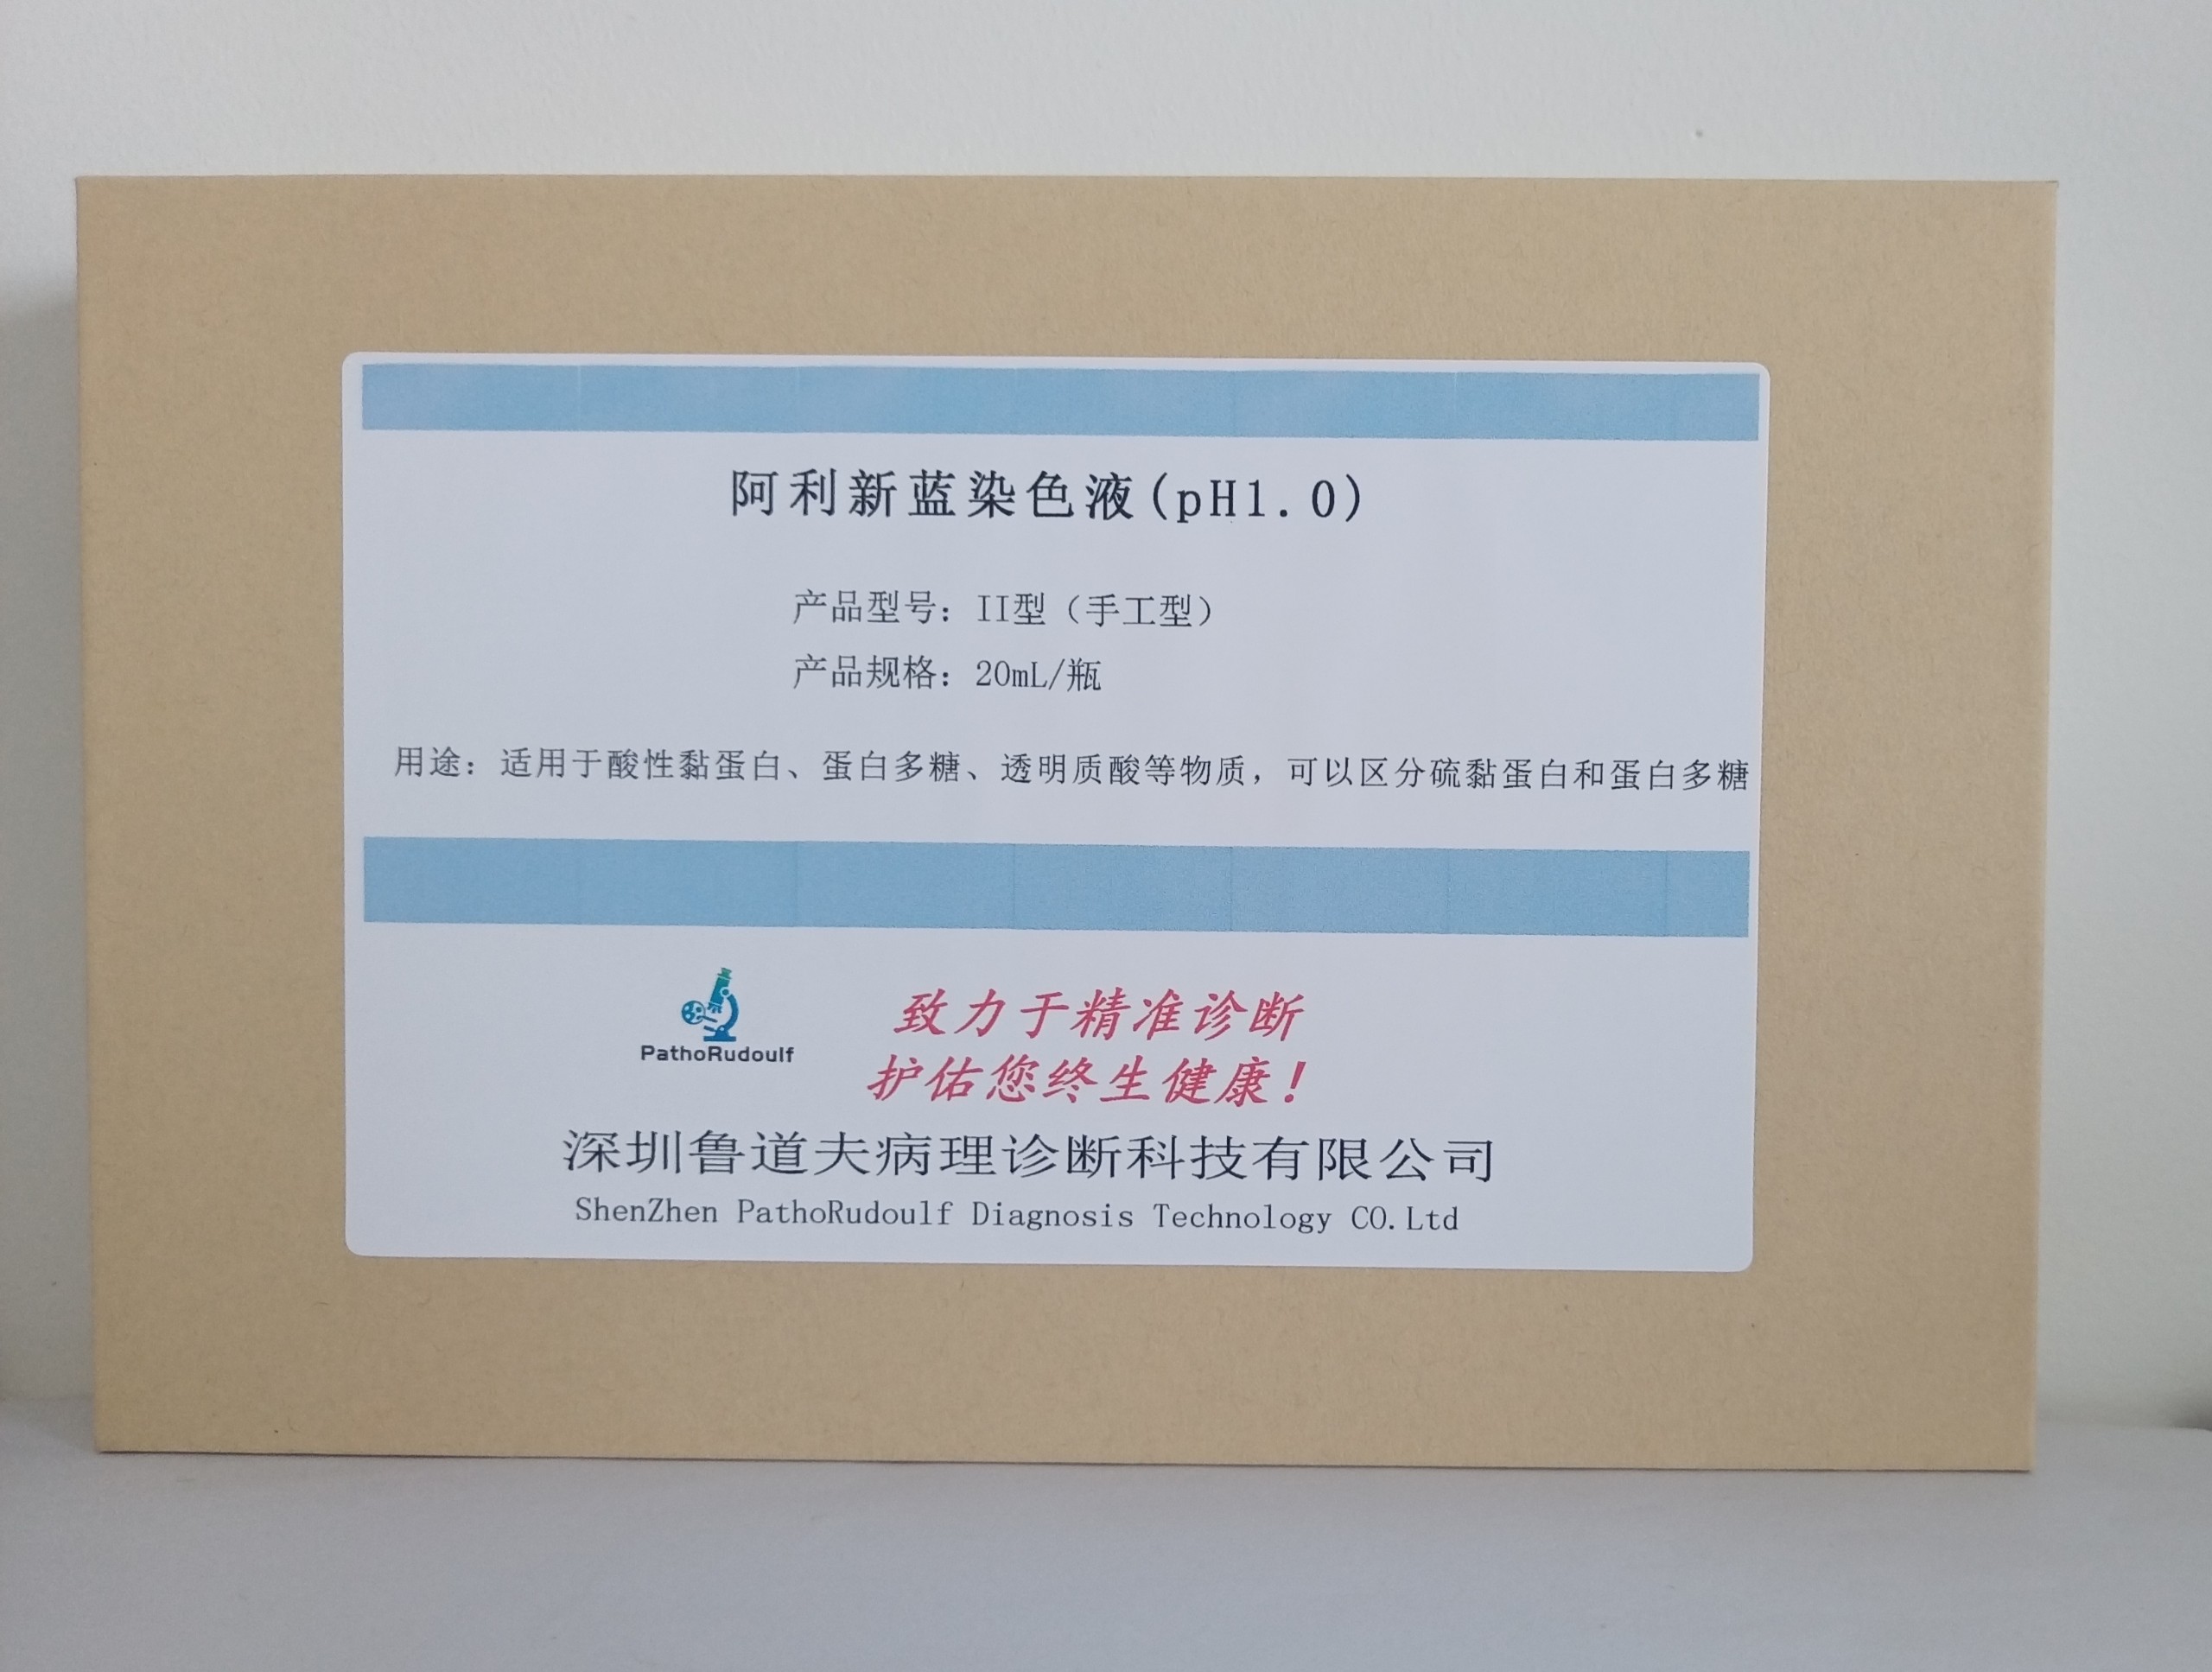 阿利新蓝染色液(pH1.0)
产品型号：II型（手工型）
产品规格：20mL/瓶
用途：适用于酸性黏蛋白、蛋白多糖、透明质酸等物质，可以区分硫黏蛋白和蛋白多糖
PathoRudoulf
致力于精准诊断
护佑您终生健康！
深圳鲁道夫病理诊断科技有限公司
ShenZhen PathoRudoulf Diagnosis Technology CO.Ltd